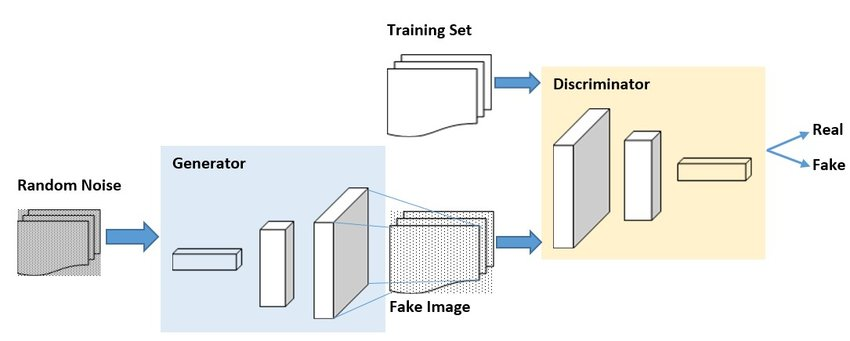 Training Set
Discriminator
Real
Fake
Generator
Random Noise
Fake Image